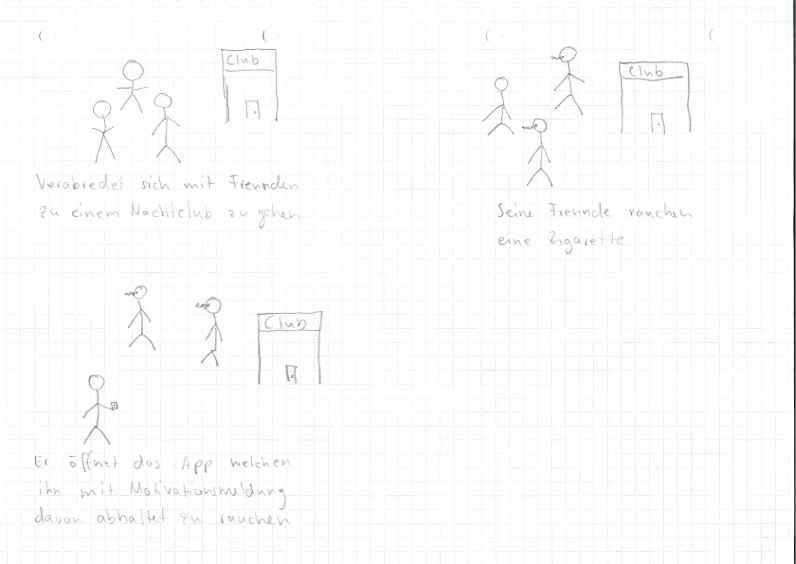 Club
Verabredet sich mit Freunden
zu einem Nachtclub zu gehen
Club
Seine Freunde rauchen
eine Zigarette
Club
Er öffnet das App welchen
ihn mit Motivationsmeldung
davon abhaltet zu rauchen